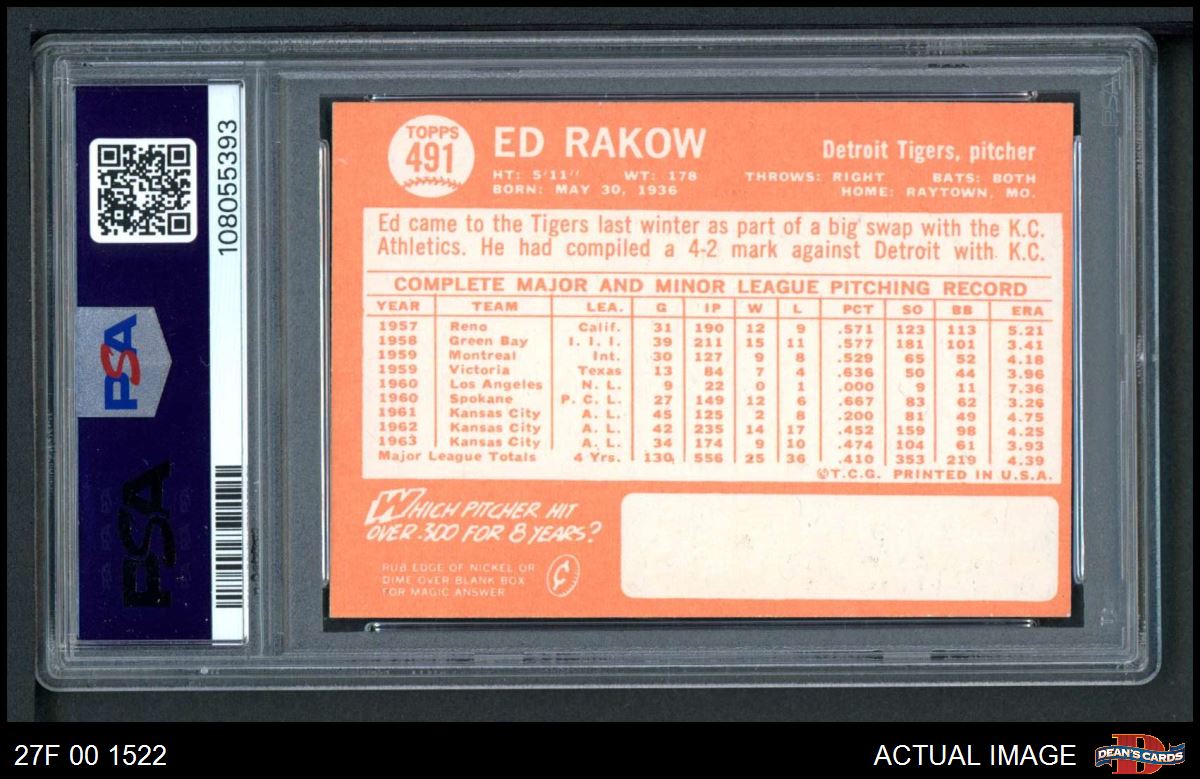 108055393
PSA
PSA
TOPPS
491
ED RAKOW
Detroit Tigers, pitcher
HT: 5'11" WT: 178 THROWS: RIGHT BATS: BOTH
BORN: MAY 30, 1936 HOME: RAYTOWN, MO.
Ed came to the Tigers last winter as part of a big swap with the K.C.
Athletics. He had compiled a 4-2 mark against Detroit with K.C.
COMPLETE MAJOR AND MINOR LEAGUE PITCHING RECORD
YEAR TEAM LEA. G IP W L PCT SO BB ERA
1957 Reno Calif. 31 190 12 9 .571 123 113 5.21
1958 Green Bay I. I. I. 39 211 15 11 .577 181 101 3.41
1959 Montreal Int. 30 127 9 8 .529 65 52 4.18
1959 Victoria Texas 13 84 7 4 .636 50 44 3.96
1960 Los Angeles N. L. 9 22 0 1 .000 9 11 7.36
1960 Spokane P. C. L. 27 149 12 6 .667 83 62 3.26
1961 Kansas City A. L. 45 125 2 8 .200 81 49 4.75
1962 Kansas City A. L. 42 235 14 17 .452 159 98 4.25
1963 Kansas City A. L. 34 174 9 10 .474 104 61 3.93
Major League Totals 4 Yrs. 130 556 25 36 .410 353 219 4.39
©T.C.G. PRINTED IN U.S.A.
WHICH PITCHER HIT
OVER .300 FOR 8 YEARS?
RUB EDGE OF NICKEL OR
DIME OVER BLANK BOX
FOR MAGIC ANSWER
27F 00 1522
ACTUAL IMAGE
DEAN'S CARDS